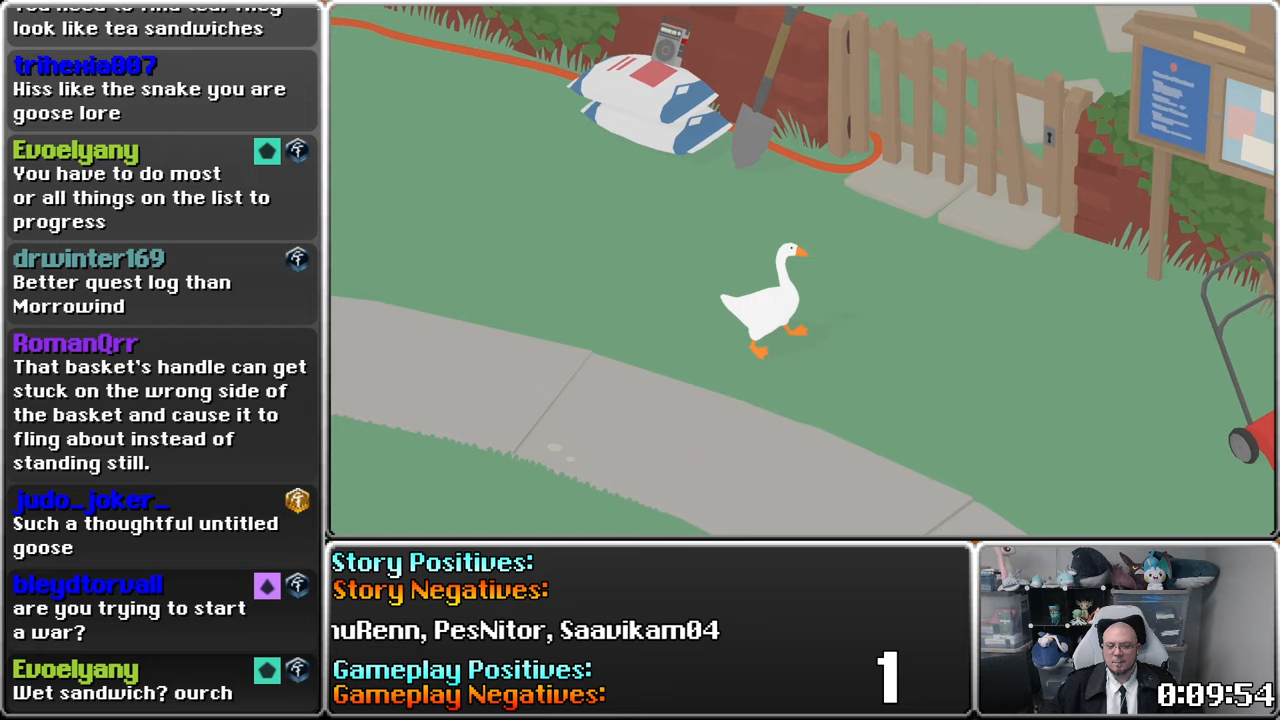 look like tea sandwiches
trihexia007
Hiss like the snake you are
goose lore
Evoelyany
You have to do most
or all things on the list to
progress
drwinter169
Better quest log than
Morrowind
RomanQrr
That basket's handle can get
stuck on the wrong side of
the basket and cause it to
fling about instead of
standing still.
judo_joker_
Such a thoughtful untitled
goose
bleydtorvall
are you trying to start
a war?
Evoelyany
Wet sandwich? ourch
Story Positives:
Story Negatives:
uRenn, PesNitor, Saavikam04
Gameplay Positives:
Gameplay Negatives:
1
0:09:54